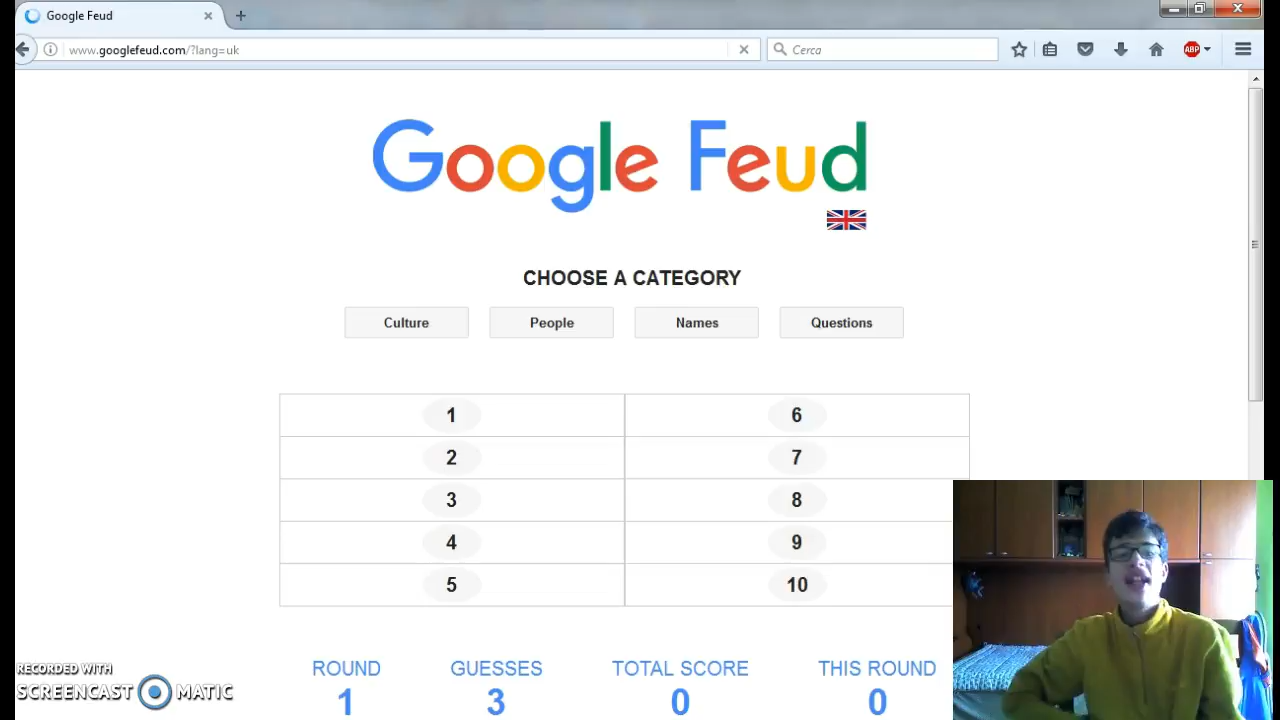 Google Feud
www.googlefeud.com/?lang=uk
Cerca
ABP
Google Feud
CHOOSE A CATEGORY
Culture
People
Names
Questions
1
6
2
7
3
8
4
9
5
10
ROUND
GUESSES
TOTAL SCORE
THIS ROUND
1
3
0
0
RECORDED WITH
SCREENCAST MATIC